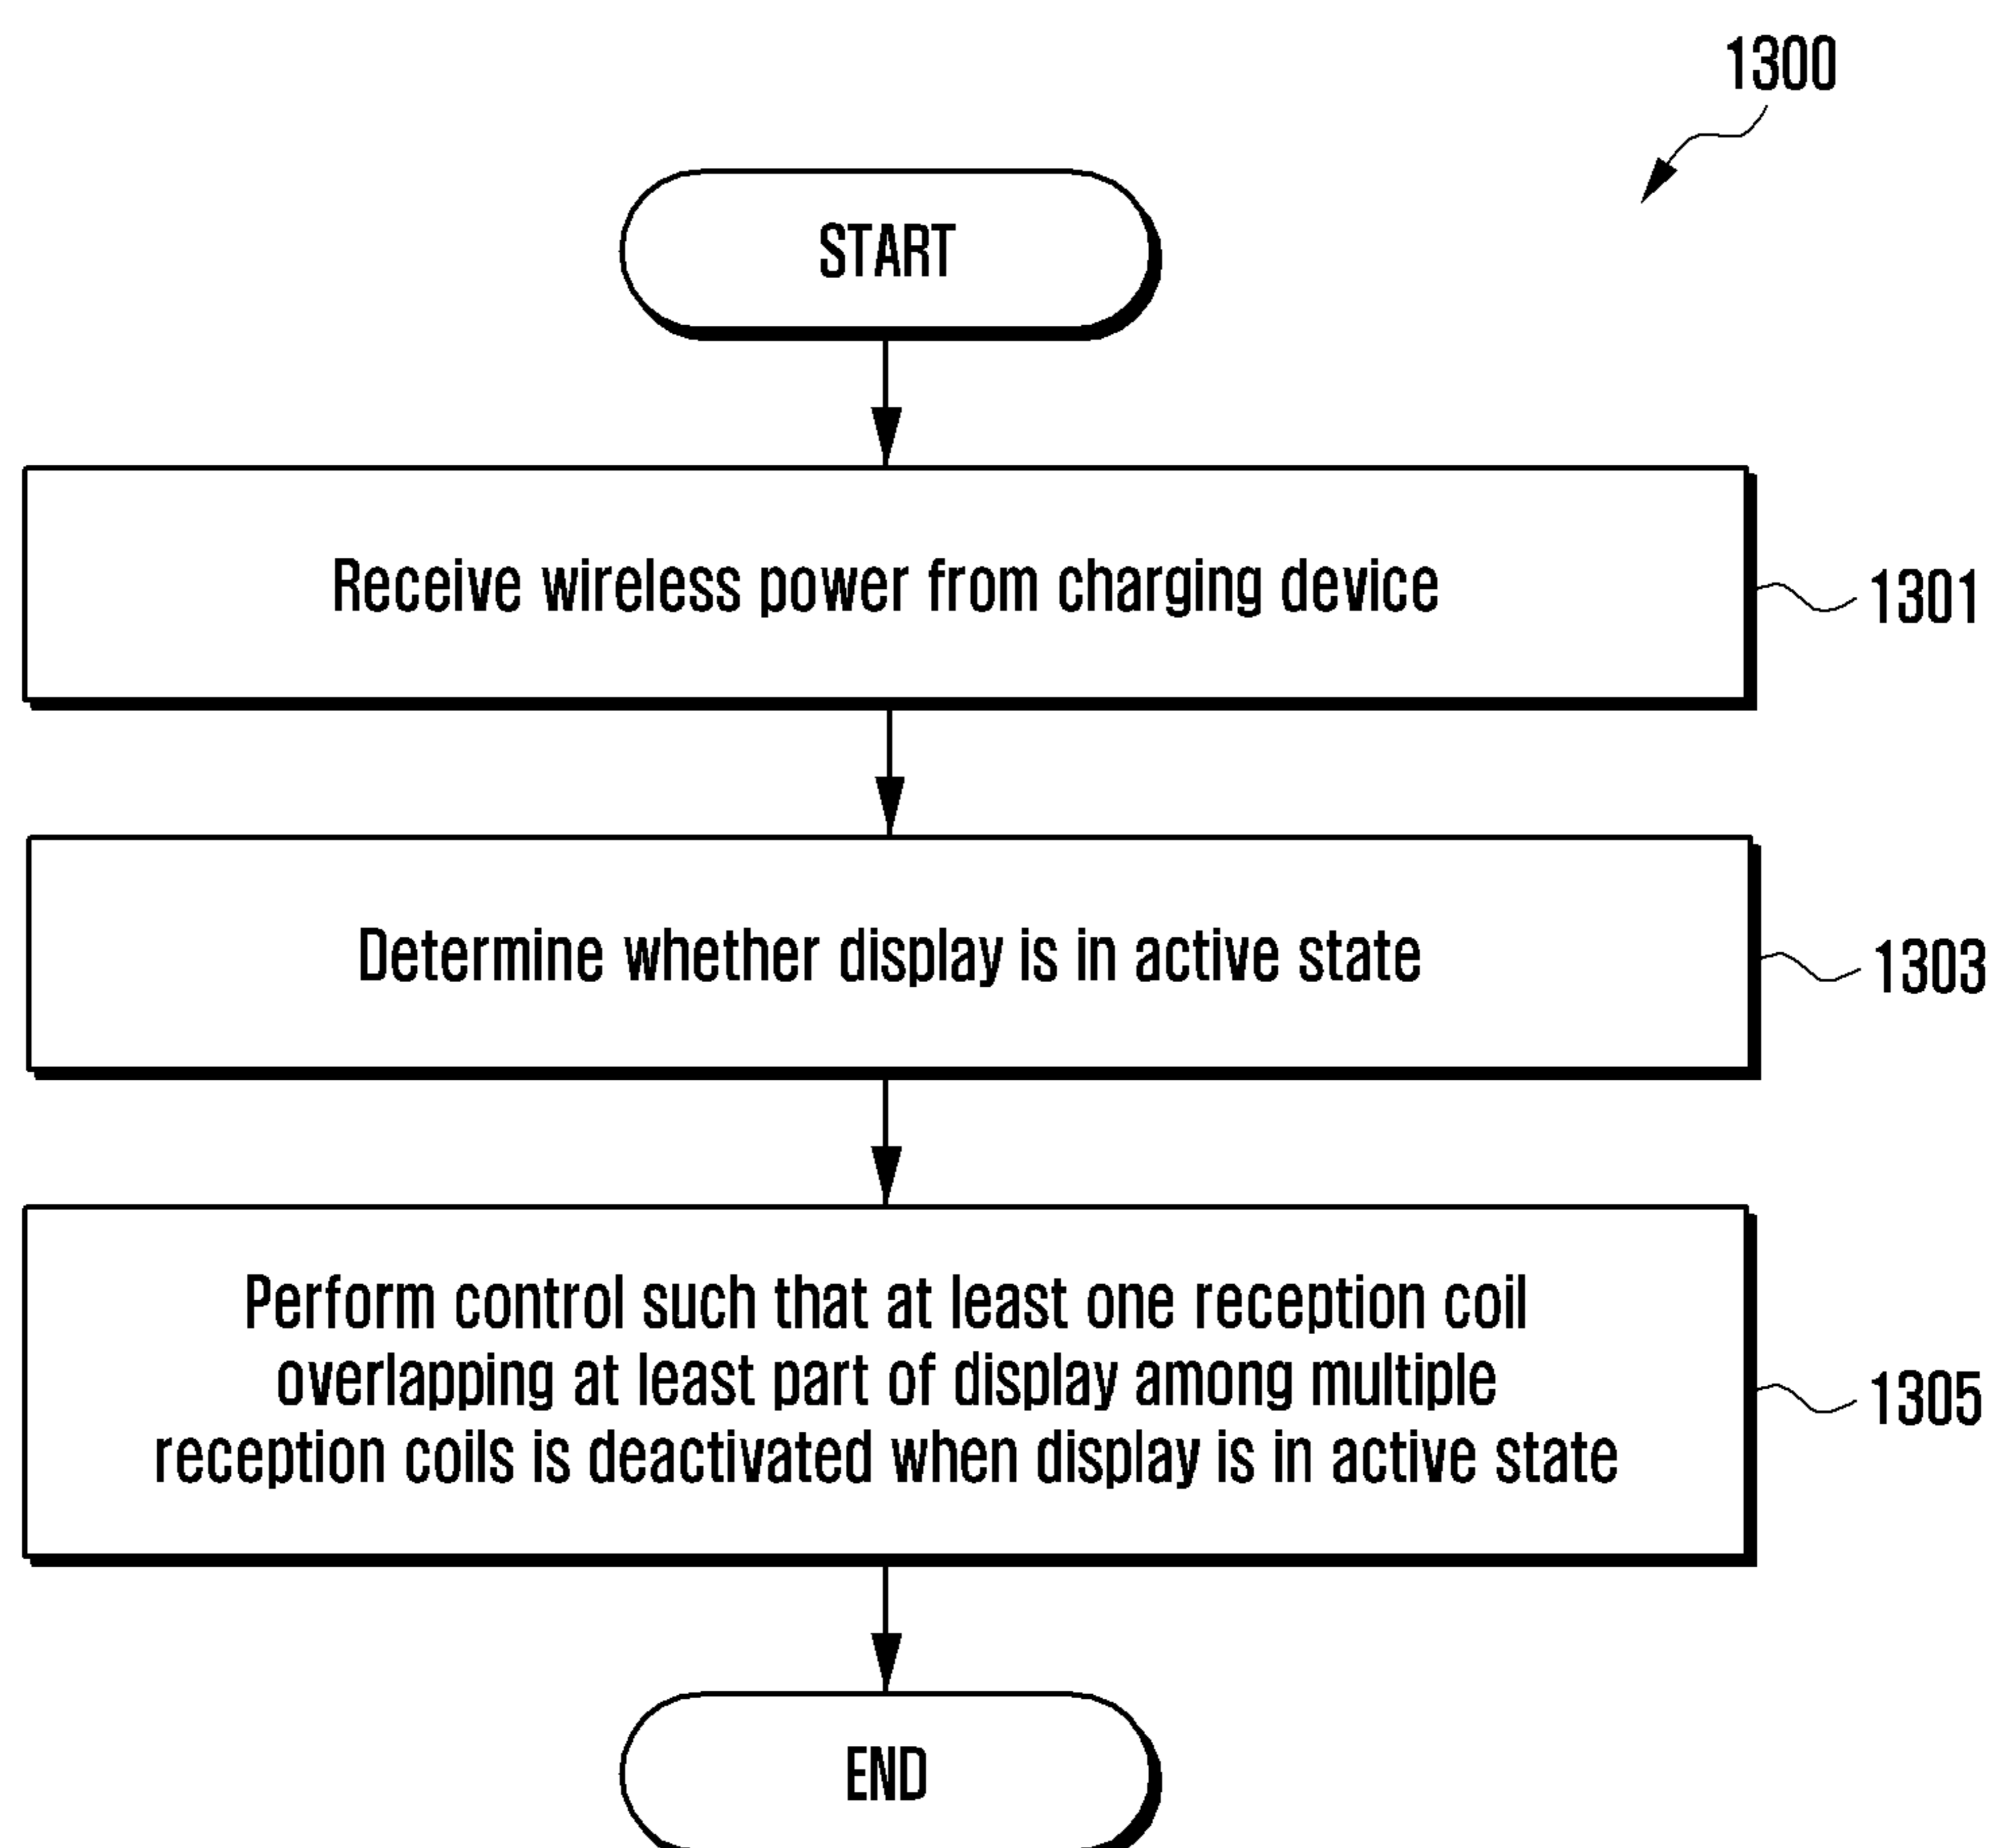 1300
START
Receive wireless power from charging device
1301
Determine whether display is in active state
1303
Perform control such that at least one reception coil
overlapping at least part of display among multiple
reception coils is deactivated when display is in active state
1305
END